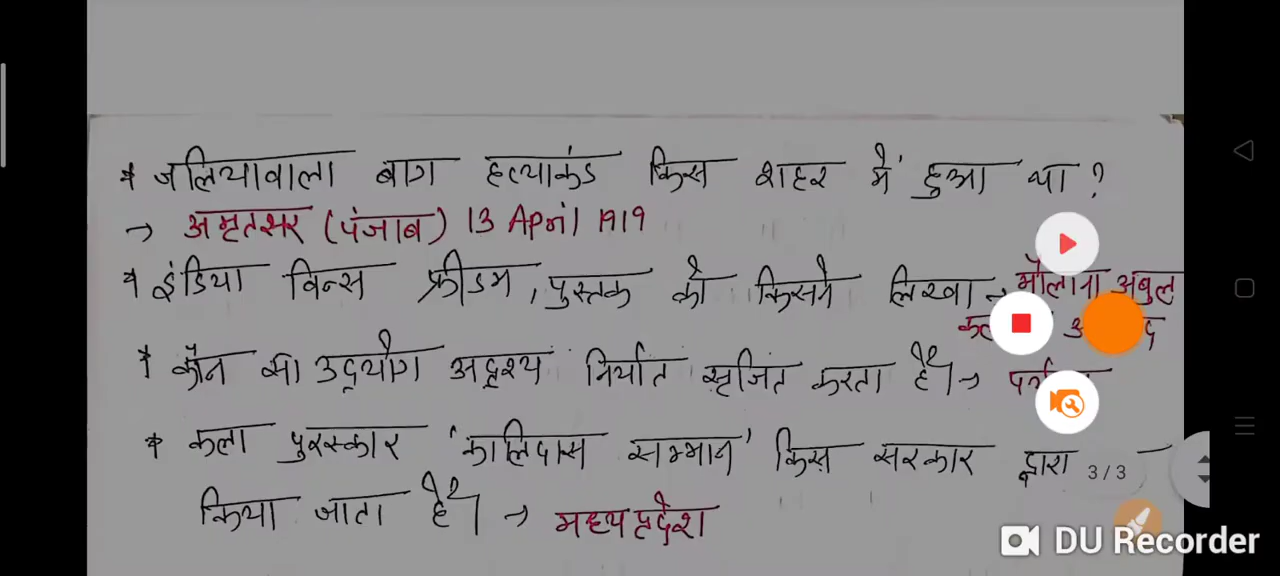 * जलियावाला बाग हत्याकंड किस शहर में हुआ था?
→ अमृतसर (पंजाब) 13 April 1919
* इंडिया विन्स फ्रीडम, पुस्तक को किसने लिखा → मौलाना अबुल
* कौन सा उद्योग अदृश्य निर्यात सृजित करता है। →
* कला पुरस्कार 'कालिदास सम्मान' किस सरकार द्वारा
3/3
किया जाता है। → मध्यप्रदेश
DU Recorder